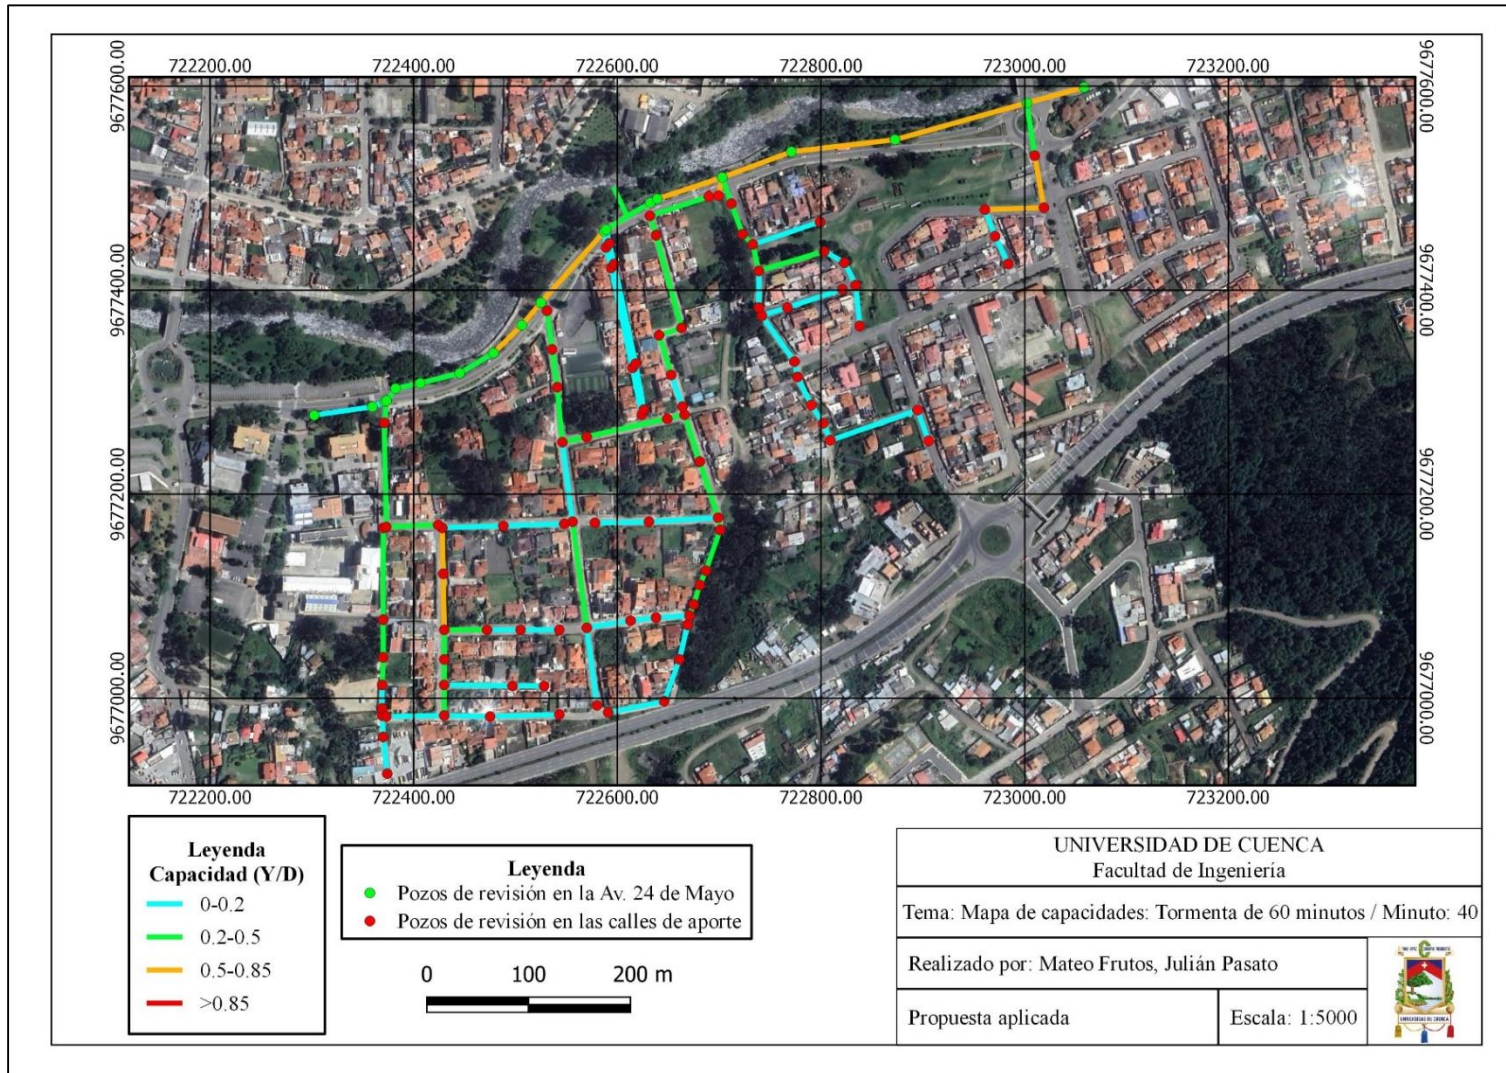 722200.00 722400.00 722600.00 722800.00 723000.00 723200.00
9677600.00
9677400.00
9677200.00
9677000.00
9677600.00
9677400.00
9677200.00
9677000.00
722200.00 722400.00 722600.00 722800.00 723000.00 723200.00
Leyenda
Capacidad (Y/D)
0-0.2
0.2-0.5
0.5-0.85
>0.85
Leyenda
Pozos de revisión en la Av. 24 de Mayo
Pozos de revisión en las calles de aporte
0 100 200 m
UNIVERSIDAD DE CUENCA
Facultad de Ingeniería
Tema: Mapa de capacidades: Tormenta de 60 minutos / Minuto: 40
Realizado por: Mateo Frutos, Julián Pasato
Propuesta aplicada
Escala: 1:5000
UNIVERSIDAD DE CUENCA